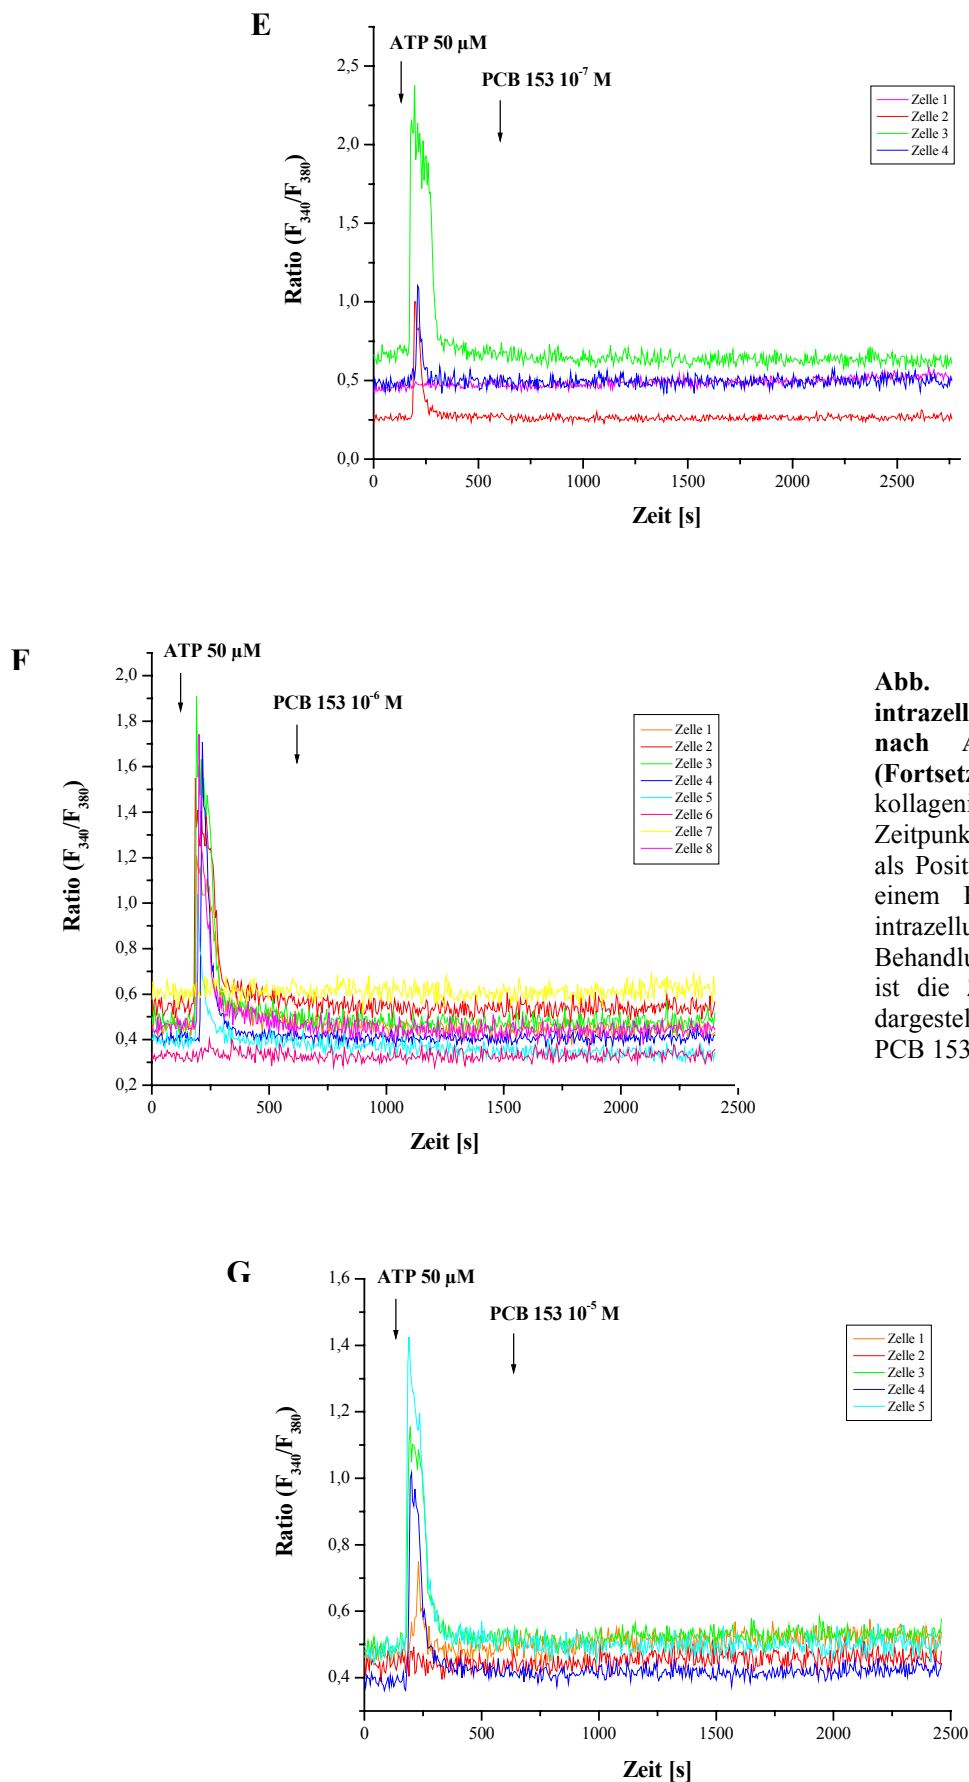 E
ATP 50 µM
PCB 153 10-7 M
Zelle 1
Zelle 2
Zelle 3
Zelle 4
2,5
2,0
1,5
1,0
0,5
0,0
Ratio (F340/F380)
0 500 1000 1500 2000 2500
Zeit [s]
F
ATP 50 µM
PCB 153 10-6 M
Zelle 1
Zelle 2
Zelle 3
Zelle 4
Zelle 5
Zelle 6
Zelle 7
Zelle 8
2,0
1,8
1,6
1,4
1,2
1,0
0,8
0,6
0,4
0,2
Ratio (F340/F380)
0 500 1000 1500 2000 2500
Zeit [s]
Abb.
intrazell
nach A
(Fortsetz
kollageni
Zeitpunk
als Posit
einem
intrazellu
Behandlu
ist die
dargestel
PCB 153
G
ATP 50 µM
PCB 153 10-5 M
Zelle 1
Zelle 2
Zelle 3
Zelle 4
Zelle 5
1,6
1,4
1,2
1,0
0,8
0,6
0,4
Ratio (F340/F380)
0 500 1000 1500 2000 2500
Zeit [s]